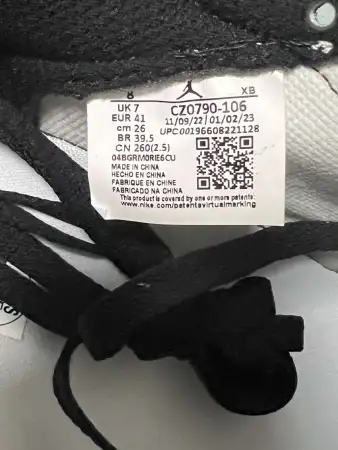 8 XB
UK 7 CZ0790-106
EUR 41 11/09/22 01/02/23
cm 26 UPC 00196608221128
BR 39.5
CN 260(2.5)
04BGRM0RIE6CU
MADE IN CHINA
HECHO EN CHINA
FABRIQUE EN CHINE
FABRICADO NA CHINA
This product is covered by one or more patents:
www.nike.com/patentsvirtualmarking